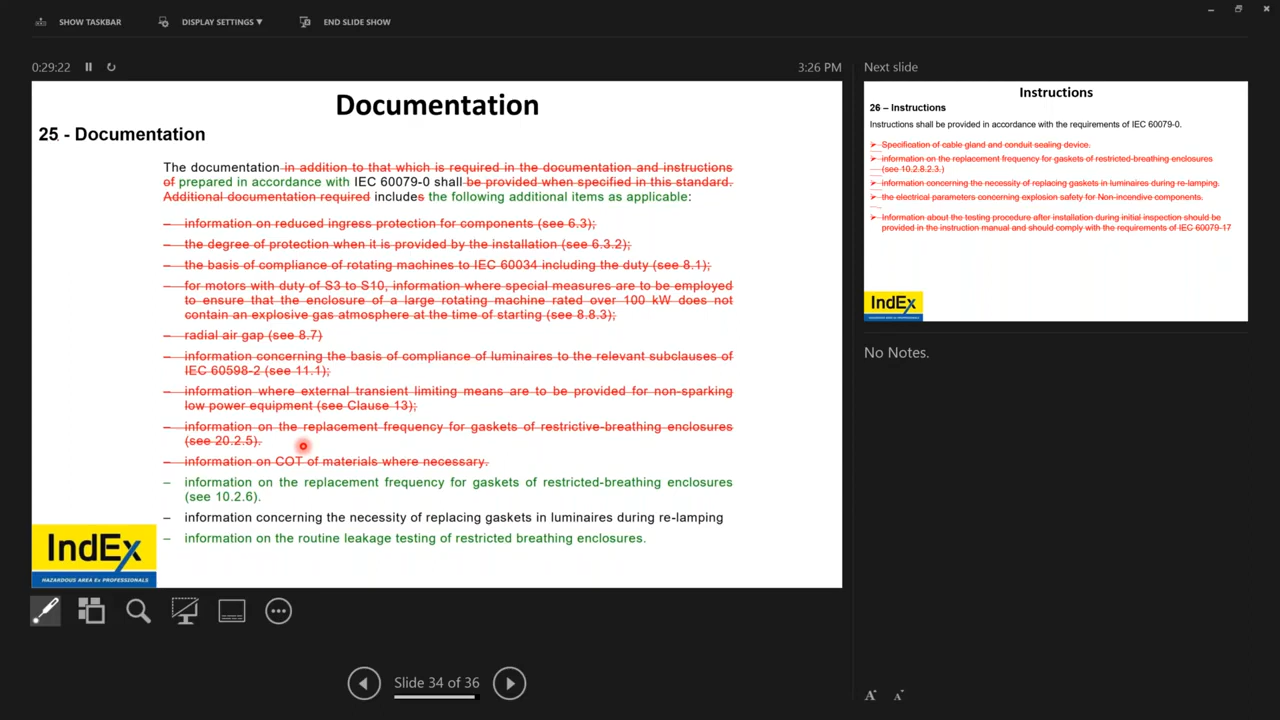 SHOW TASKBAR
DISPLAY SETTINGS ▼
END SLIDE SHOW
0:29:22
3:26 PM
Documentation
25 - Documentation
The documentation in addition to that which is required in the documentation and instructions
of prepared in accordance with IEC 60079-0 shall be provided when specified in this standard.
Additional documentation required includes the following additional items as applicable:
– information on reduced ingress protection for components (see 6.3);
– the degree of protection when it is provided by the installation (see 6.3.2);
– the basis of compliance of rotating machines to IEC 60034 including the duty (see 8.1);
– for motors with duty of S3 to S10, information where special measures are to be employed
to ensure that the enclosure of a large rotating machine rated over 100 kW does not
contain an explosive gas atmosphere at the time of starting (see 8.8.3);
– radial air gap (see 8.7)
– information concerning the basis of compliance of luminaires to the relevant subclauses of
IEC 60598-2 (see 11.1);
– information where external transient limiting means are to be provided for non-sparking
low power equipment (see Clause 13);
– information on the replacement frequency for gaskets of restrictive-breathing enclosures
(see 20.2.5).
– information on COT of materials where necessary.
– information on the replacement frequency for gaskets of restricted-breathing enclosures
(see 10.2.6).
– information concerning the necessity of replacing gaskets in luminaires during re-lamping
– information on the routine leakage testing of restricted breathing enclosures.
IndEx
HAZARDOUS AREA Ex PROFESSIONALS
Slide 34 of 36
Next slide
Instructions
26 – Instructions
Instructions shall be provided in accordance with the requirements of IEC 60079-0.
➢ Specification of cable gland and conduit sealing device.
➢ information on the replacement frequency for gaskets of restricted-breathing enclosures
(see 10.2.8.2.3.)
➢ information concerning the necessity of replacing gaskets in luminaires during re-lamping.
➢ the electrical parameters concerning explosion safety for Non-incendive components.
➢ Information about the testing procedure after installation during initial inspection should be
provided in the instruction manual and should comply with the requirements of IEC 60079-17
IndEx
HAZARDOUS AREA Ex PROFESSIONALS
No Notes.
A A